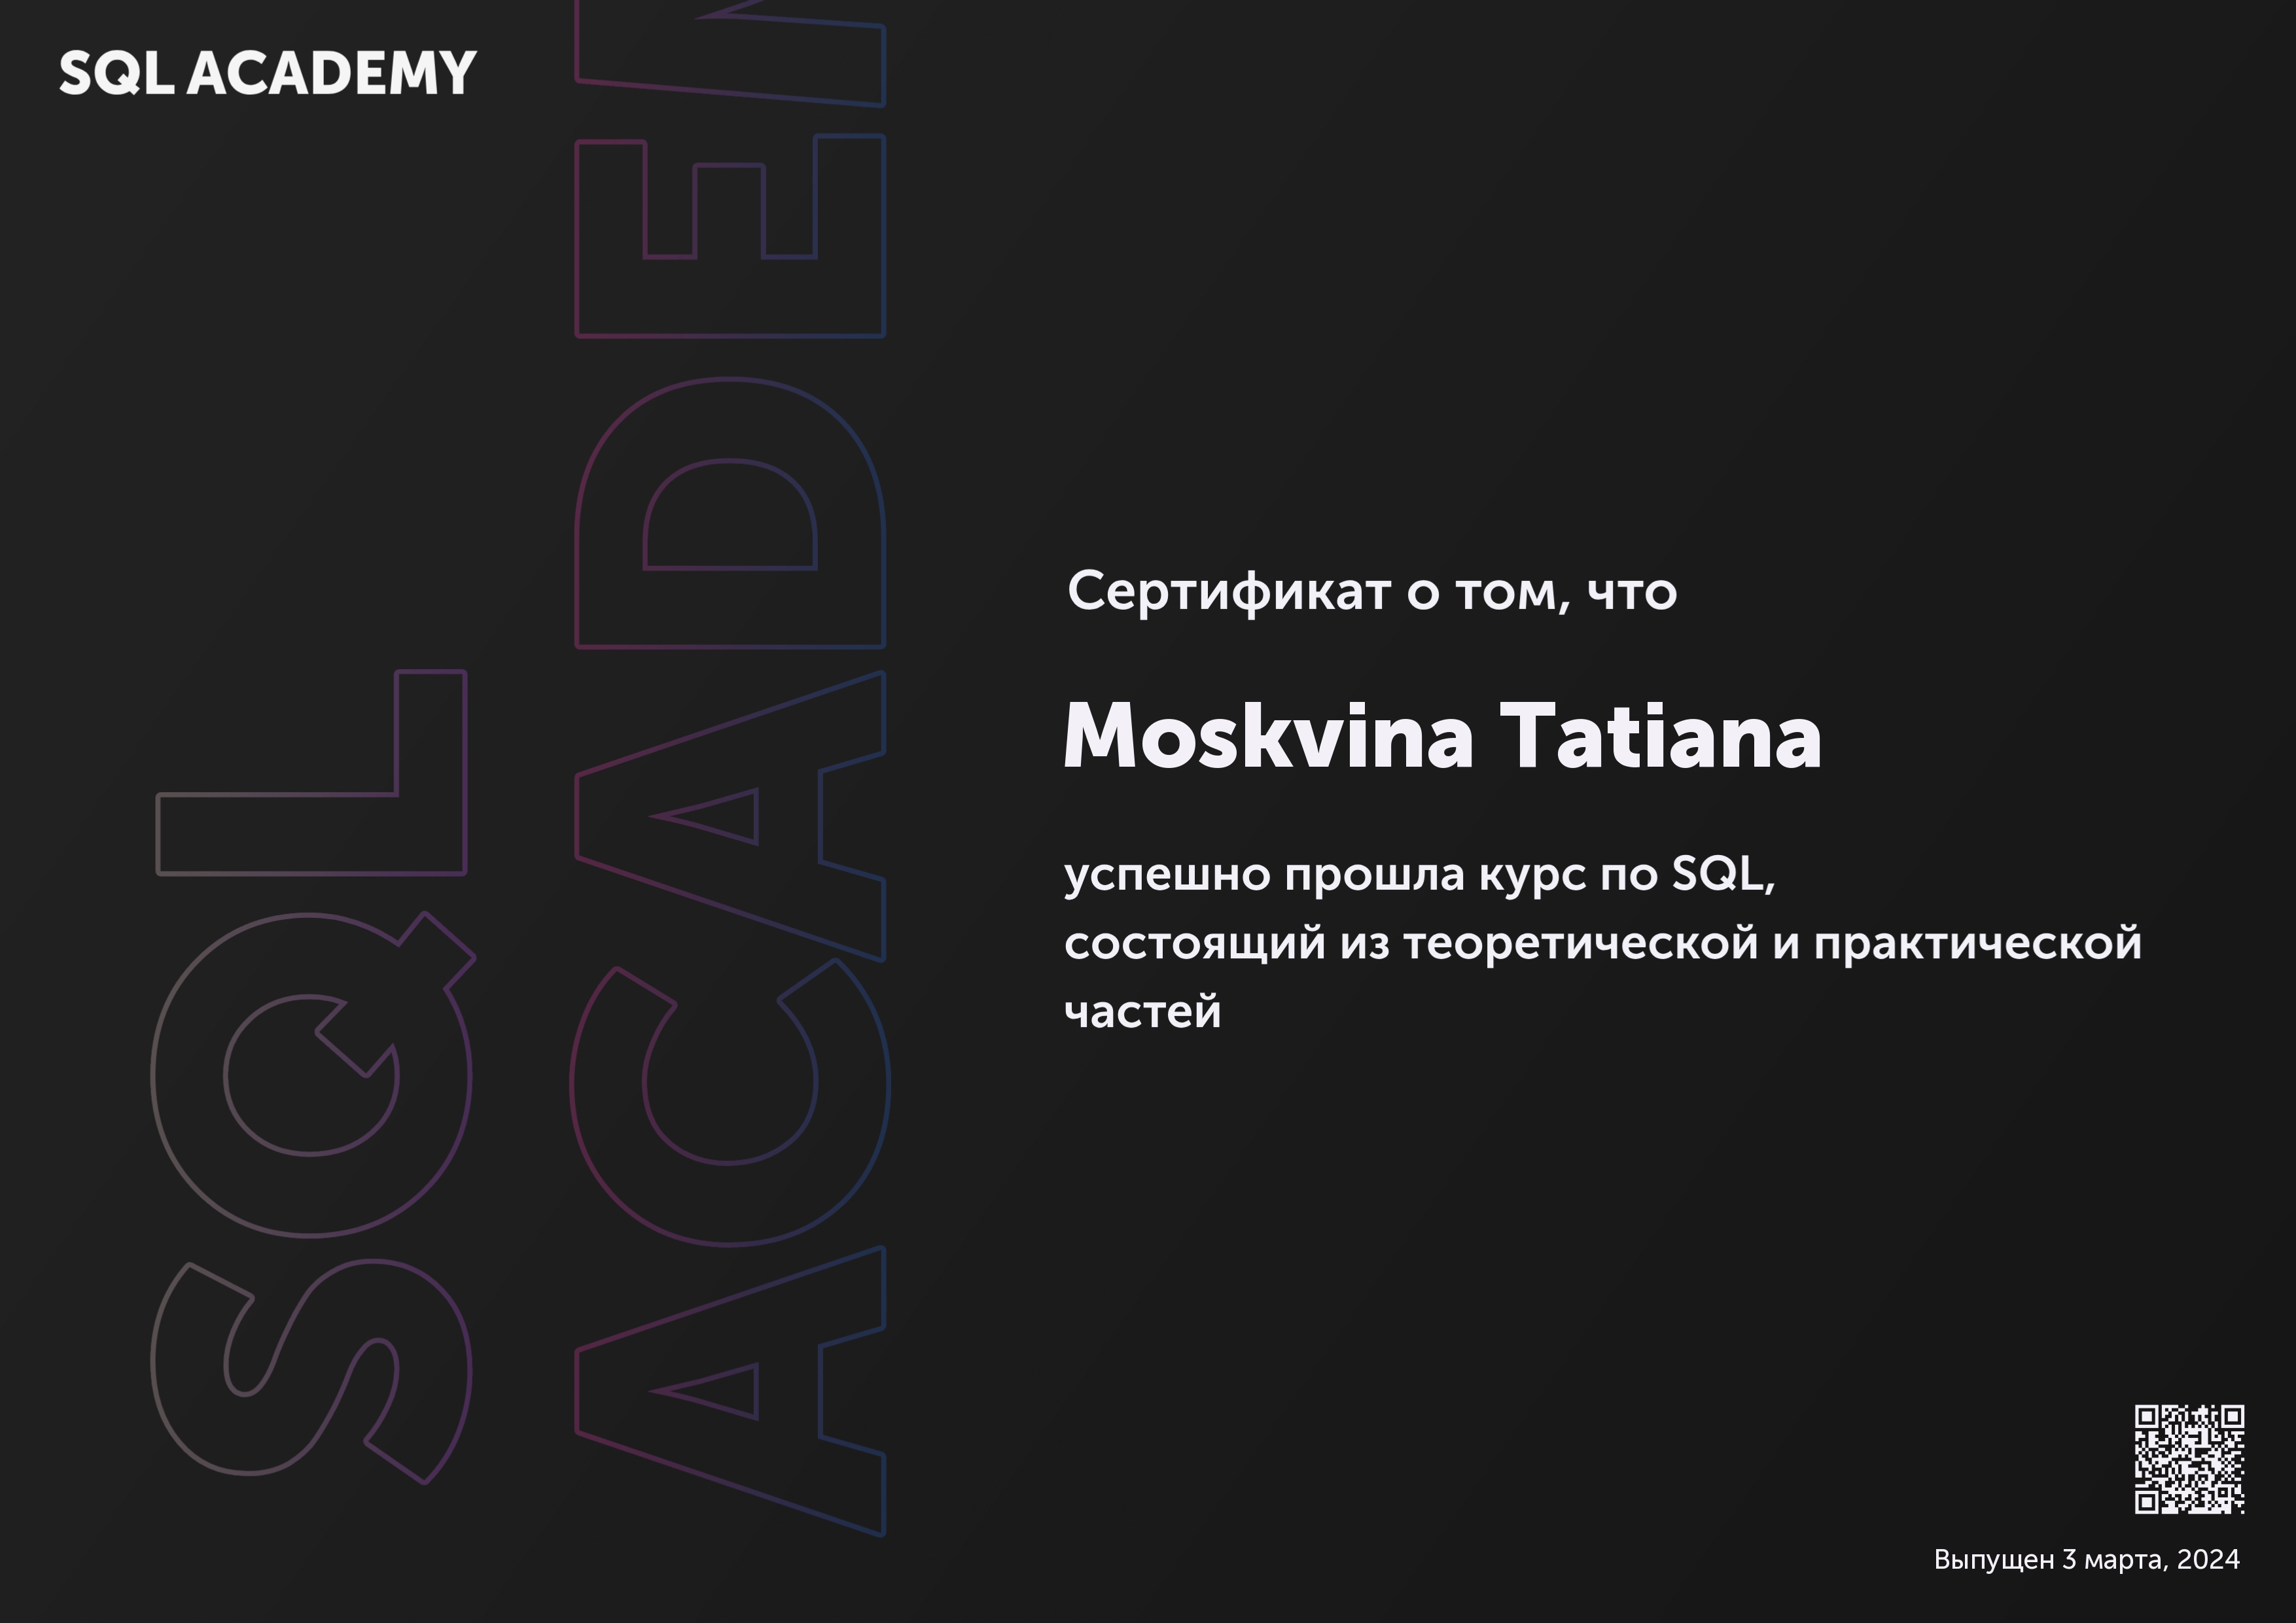 SQL ACADEMY
SQL
ACADEM
Сертификат о том, что
Moskvina Tatiana
успешно прошла курс по SQL,
состоящий из теоретической и практической
частей
Выпущен 3 марта, 2024